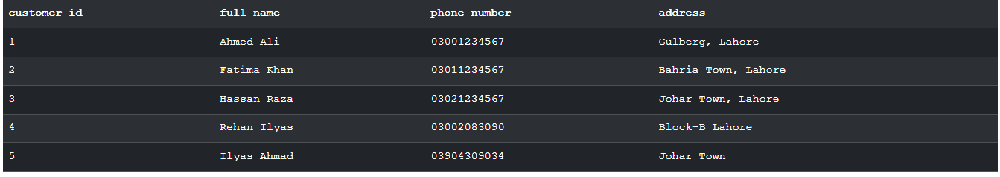 customer_id full_name phone_number address
1 Ahmed Ali 03001234567 Gulberg, Lahore
2 Fatima Khan 03011234567 Bahria Town, Lahore
3 Hassan Raza 03021234567 Johar Town, Lahore
4 Rehan Ilyas 03002083090 Block-B Lahore
5 Ilyas Ahmad 03904309034 Johar Town